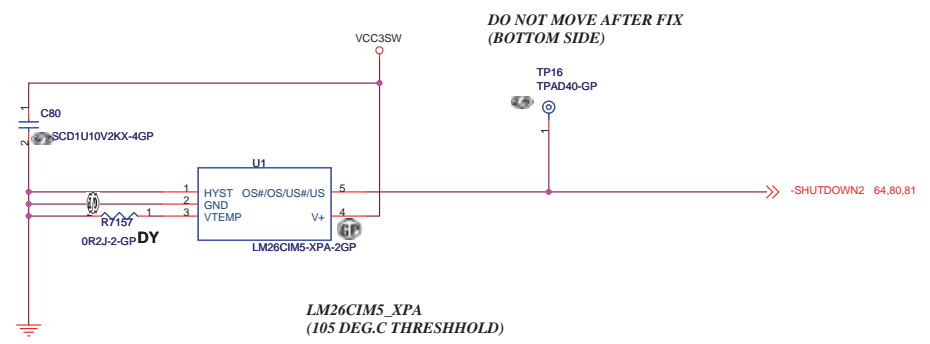 DO NOT MOVE AFTER FIX
(BOTTOM SIDE)
VCC3SW
TP16
TPAD40-GP
1
C80
SCD1U10V2KX-4GP
1
2
U1
1
HYST
OS#/OS/US#/US
5
2
GND
3
VTEMP
V+
4
GP
2
R7157
1
0R2J-2-GP
DY
LM26CIM5-XPA-2GP
-SHUTDOWN2 64,80,81
LM26CIM5_XPA
(105 DEG.C THRESHHOLD)